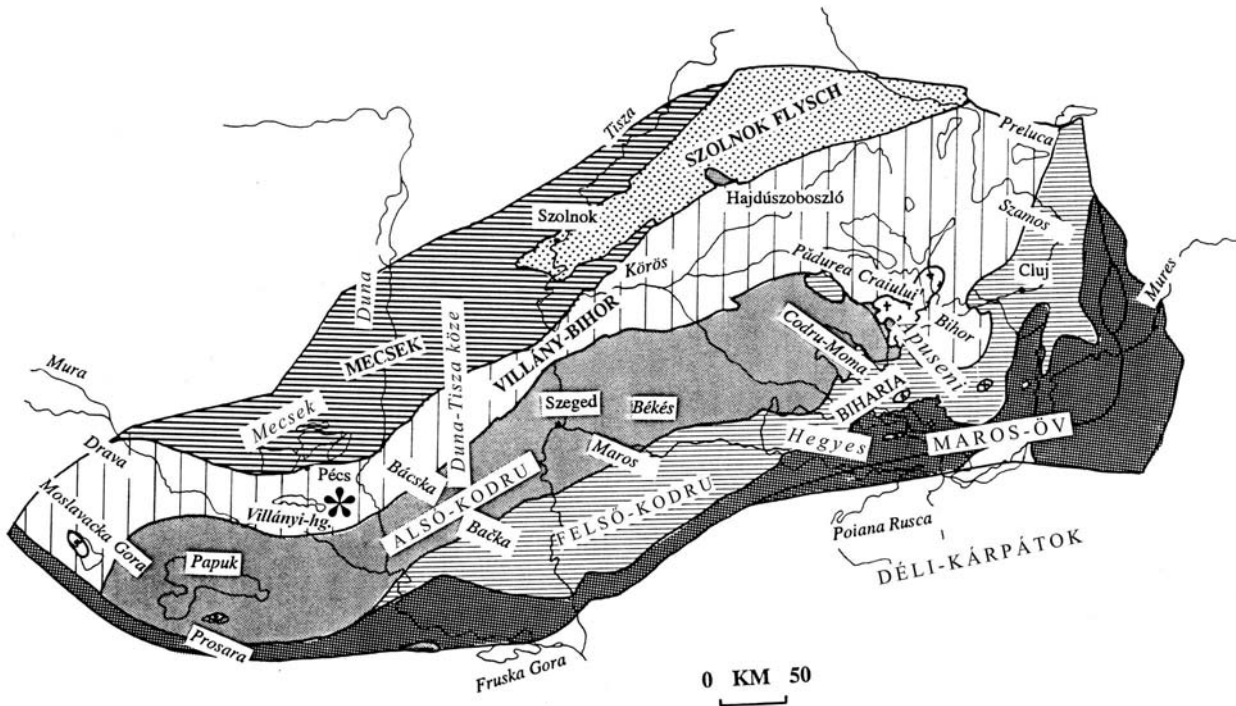 Tisza
SZOLNOK FLYSCH
Preluca
Hajdúszoboszló
Szolnok
Szamos
Duna
Körös
Pădurea Craiului
Cluj
Mures
VILLÁNY-BIHOR
MECSEK
Duna-Tisza köze
Bihor
Apuseni
Codru-Moma
Mura
Mecsek
Szeged
Békés
BIHARIA
Hegyes
MAROS-ÖV
Drava
Pécs
Bácska
Maros
Moslavačka Gora
Villányi-hg.
ALSÓ-KODRU
Bačka
FELSŐ-KODRU
Poiana Rusca
DÉLI-KÁRPÁTOK
Papuk
Prosara
Fruska Gora
0 KM 50